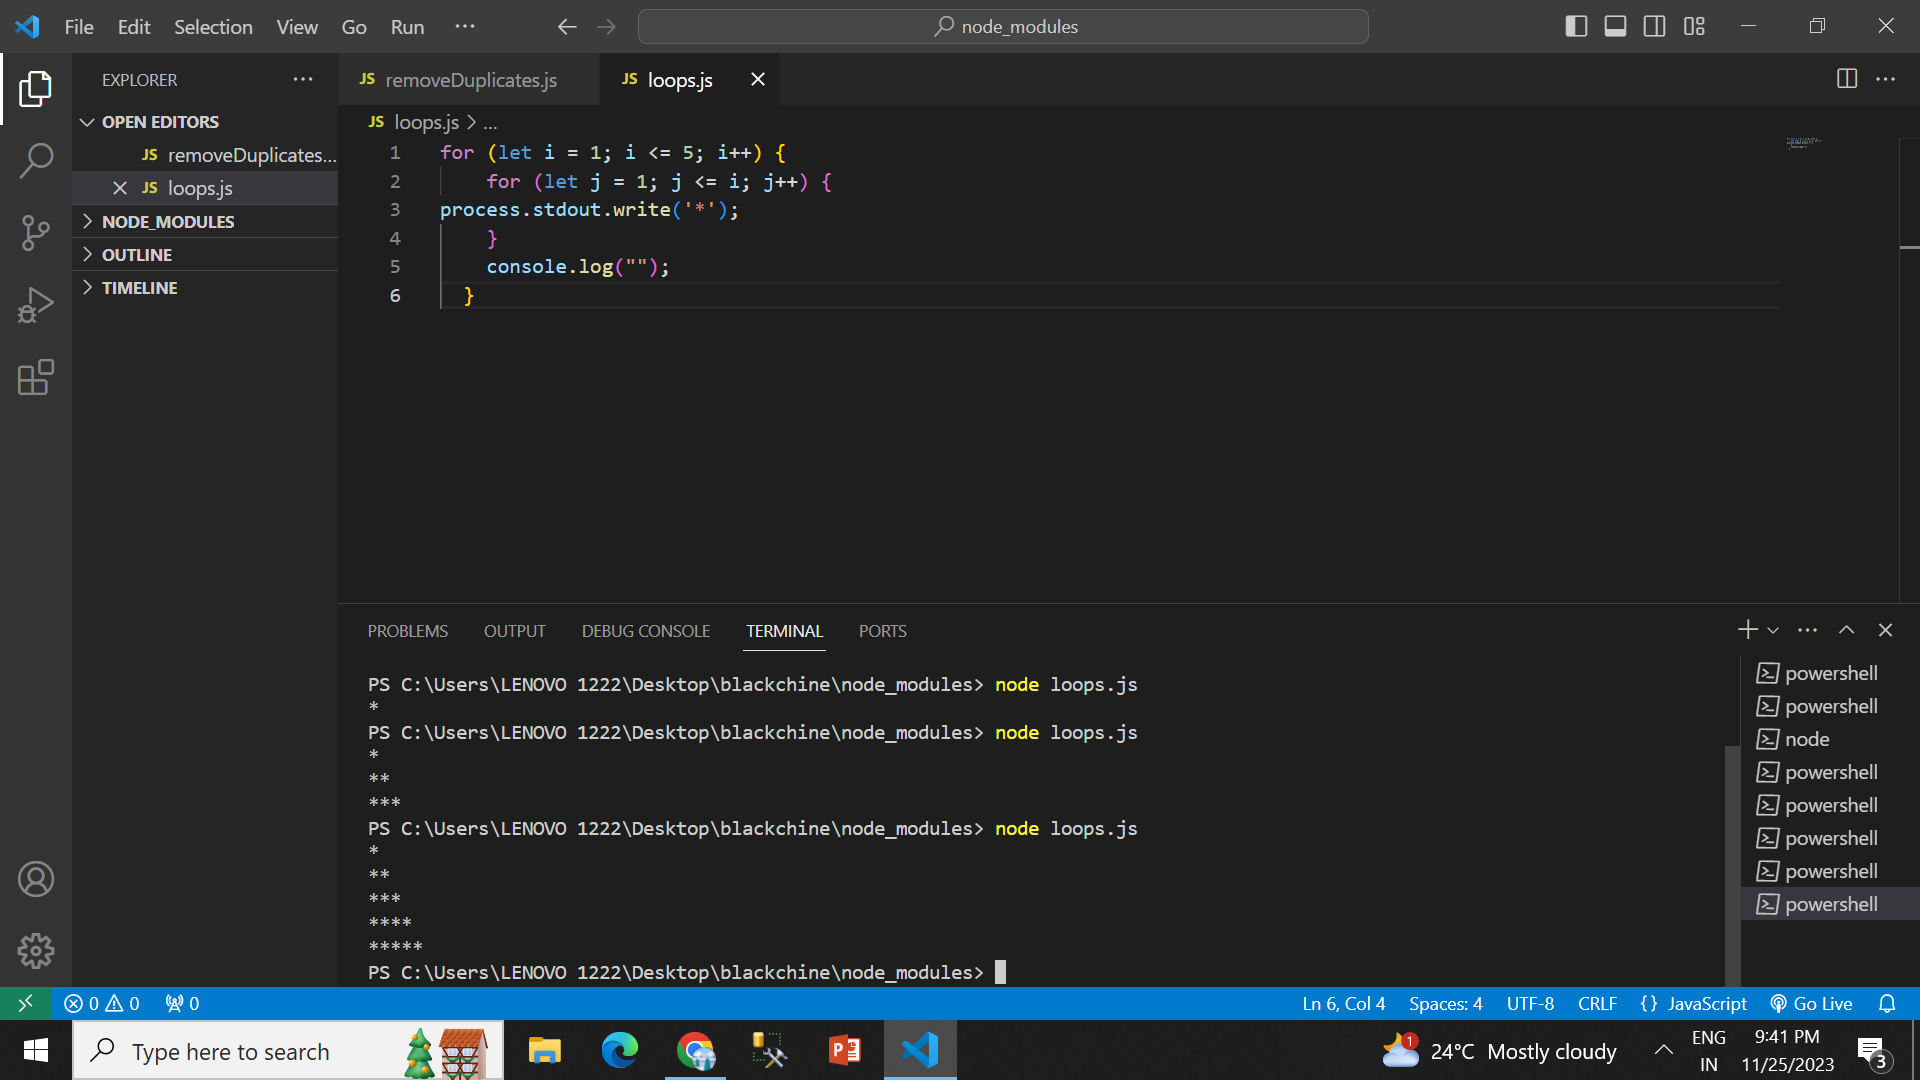 File Edit Selection View Go Run ...
node_modules
EXPLORER ...
OPEN EDITORS
JS removeDuplicates...
JS loops.js
NODE_MODULES
OUTLINE
TIMELINE
JS removeDuplicates.js
JS loops.js
JS loops.js > ...
1 for (let i = 1; i <= 5; i++) {
2 for (let j = 1; j <= i; j++) {
3 process.stdout.write('*');
4 }
5 console.log("");
6 }
PROBLEMS OUTPUT DEBUG CONSOLE TERMINAL PORTS
PS C:\Users\LENOVO 1222\Desktop\blackchine\node_modules> node loops.js
*
PS C:\Users\LENOVO 1222\Desktop\blackchine\node_modules> node loops.js
*
**
***
PS C:\Users\LENOVO 1222\Desktop\blackchine\node_modules> node loops.js
*
**
***
****
*****
PS C:\Users\LENOVO 1222\Desktop\blackchine\node_modules>
powershell
powershell
node
powershell
powershell
powershell
powershell
powershell
0 0 0 Ln 6, Col 4 Spaces: 4 UTF-8 CRLF {} JavaScript Go Live
Type here to search
1 24°C Mostly cloudy
ENG
IN
9:41 PM
11/25/2023
3